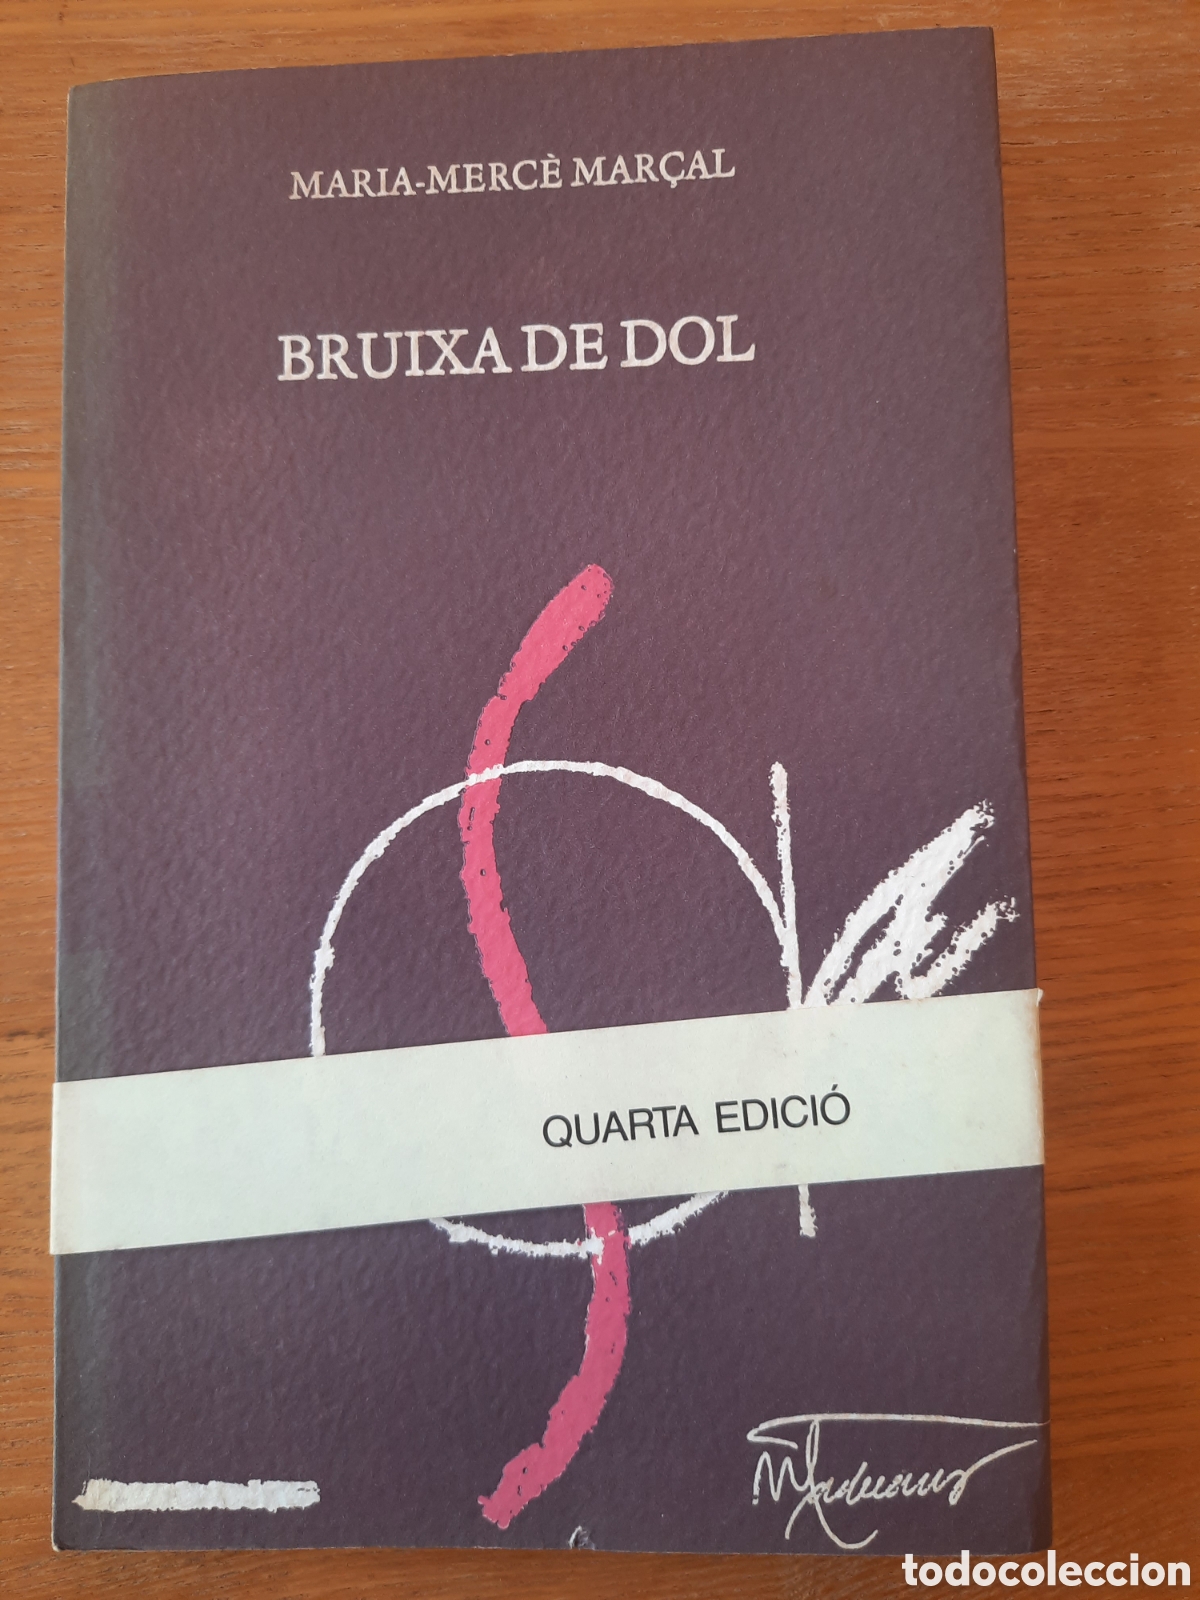 MARIA-MERCÈ MARÇAL
BRUIXA DE DOL
QUARTA EDICIÓ
todocoleccion